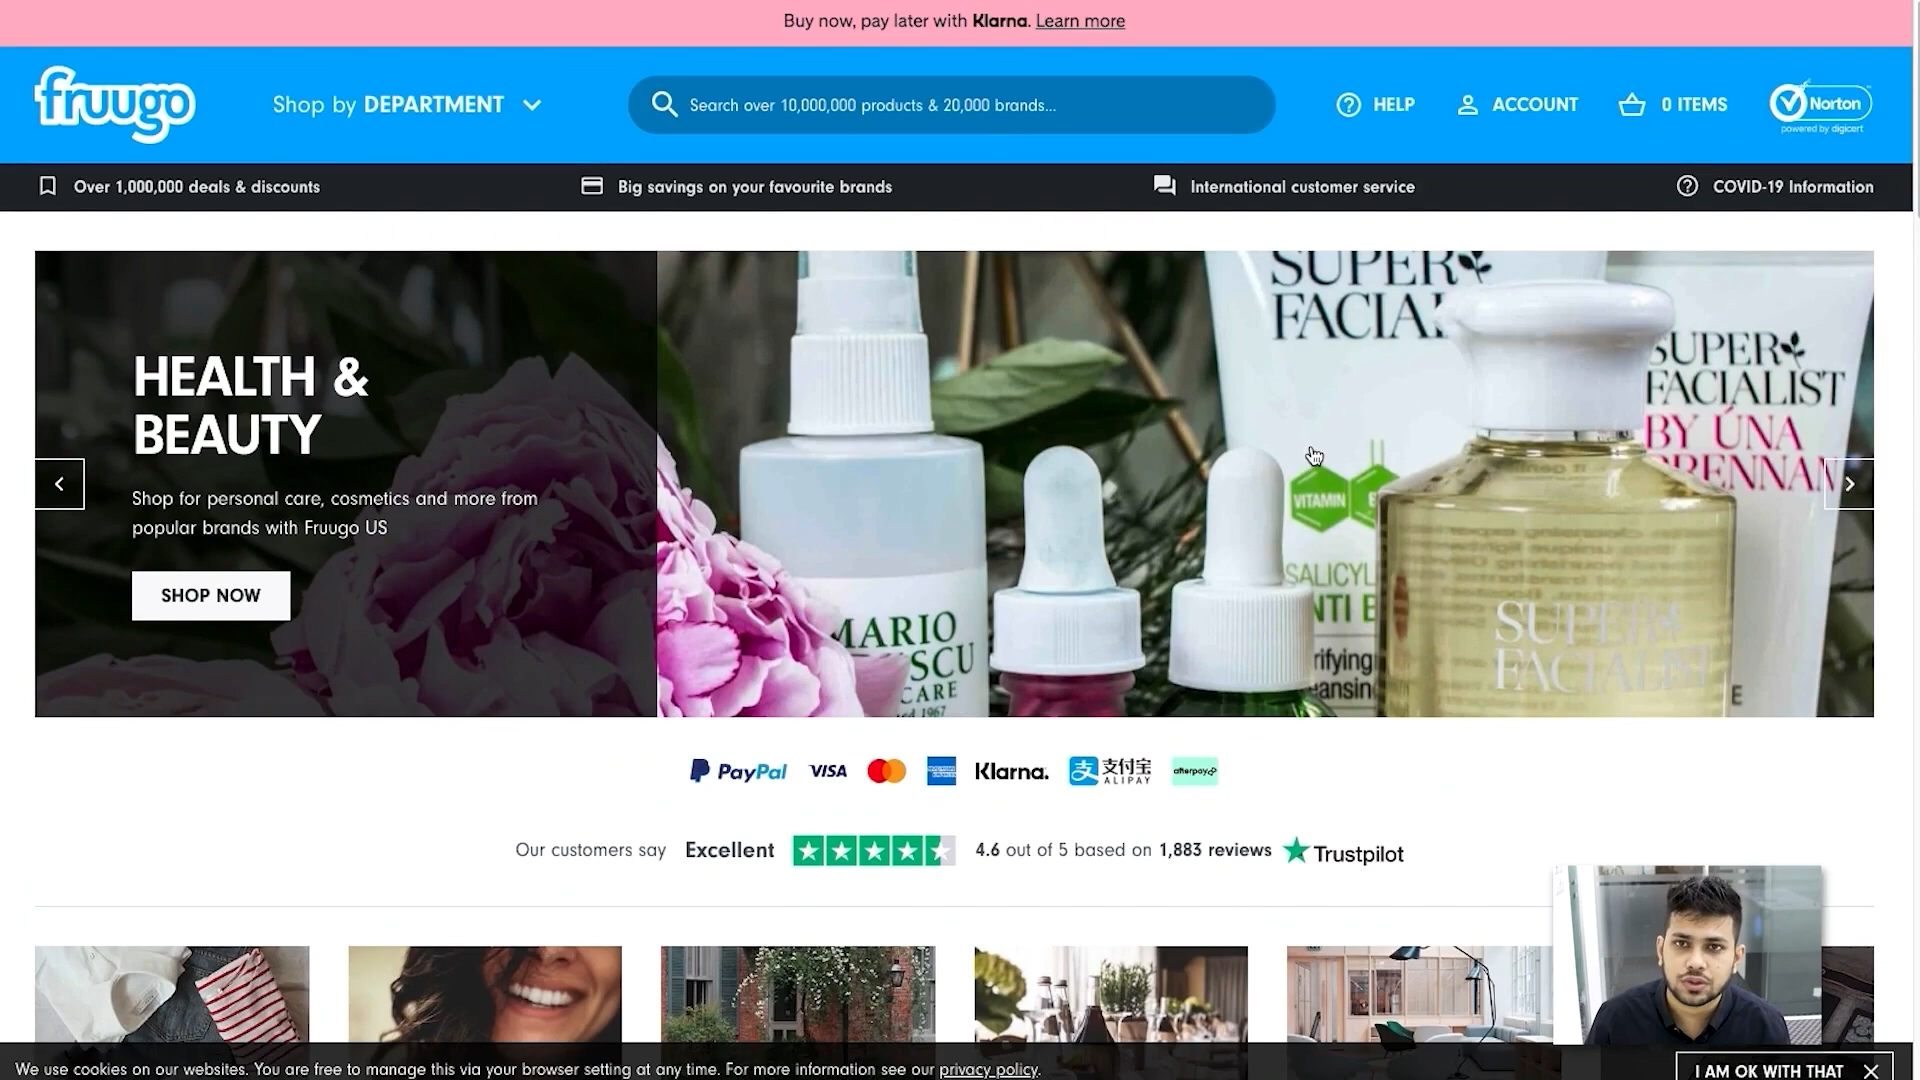 Buy now, pay later with Klarna. Learn more
fruugo
Shop by DEPARTMENT
Search over 10,000,000 products & 20,000 brands...
HELP
ACCOUNT
0 ITEMS
Norton
powered by digicert
Over 1,000,000 deals & discounts
Big savings on your favourite brands
International customer service
COVID-19 Information
HEALTH &
BEAUTY
Shop for personal care, cosmetics and more from
popular brands with Fruugo US
SHOP NOW
SUPER
FACIAL
SUPER
FACIALIST
BY ÚNA
BRENNAN
VITAMIN
SALICYL
NTI B
rifying
eansin
MARIO
SCU
CARE
1967
SUPER
FACIALIST
E
PayPal
VISA
Klarna.
支付宝
ALIPAY
afterpay
Our customers say Excellent 4.6 out of 5 based on 1,883 reviews Trustpilot
We use cookies on our websites. You are free to manage this via your browser setting at any time. For more information see our privacy policy.
I AM OK WITH THAT